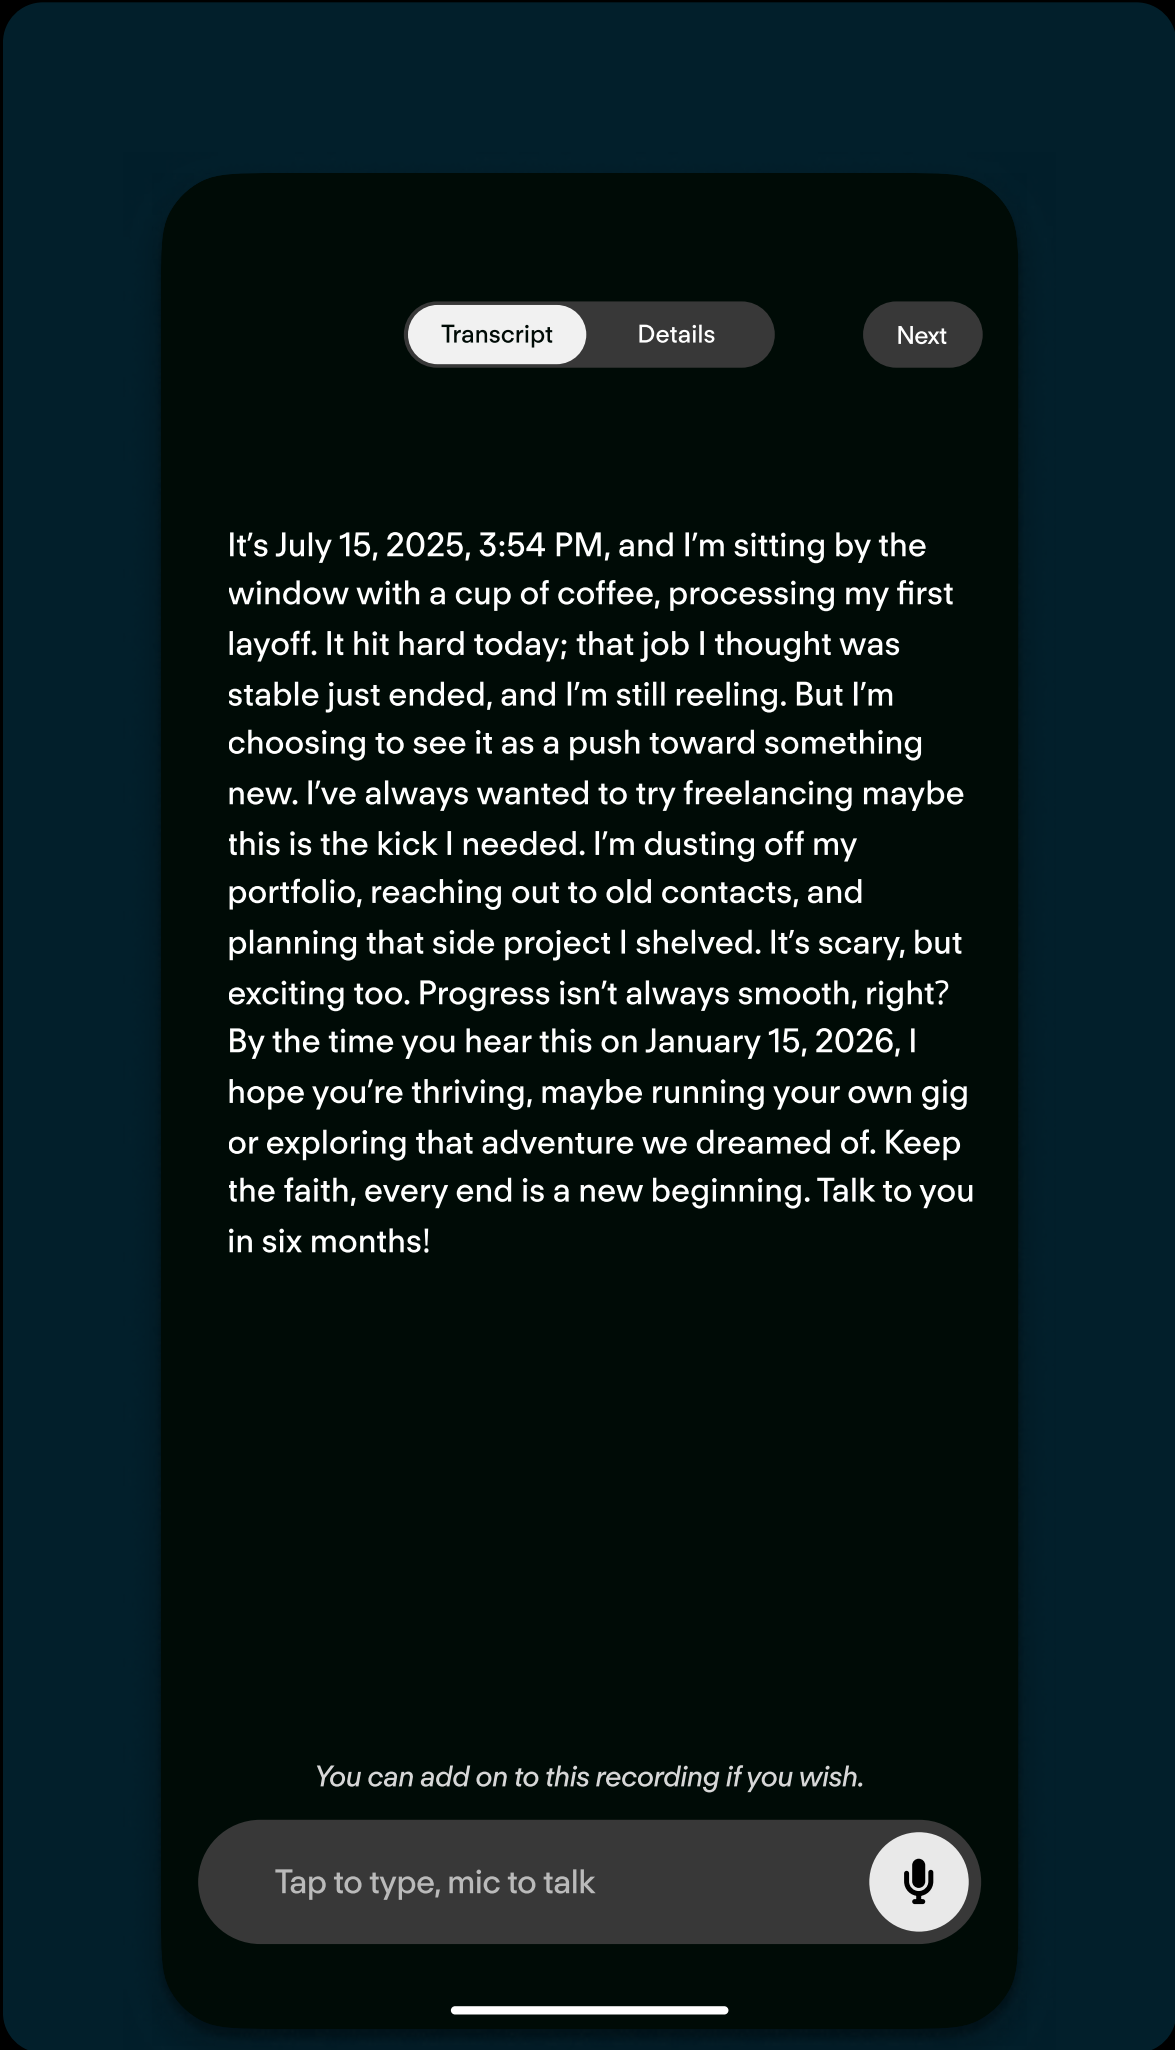 Transcript Details Next
It’s July 15, 2025, 3:54 PM, and I’m sitting by the
window with a cup of coffee, processing my first
layoff. It hit hard today; that job I thought was
stable just ended, and I’m still reeling. But I’m
choosing to see it as a push toward something
new. I’ve always wanted to try freelancing maybe
this is the kick I needed. I’m dusting off my
portfolio, reaching out to old contacts, and
planning that side project I shelved. It’s scary, but
exciting too. Progress isn’t always smooth, right?
By the time you hear this on January 15, 2026, I
hope you’re thriving, maybe running your own gig
or exploring that adventure we dreamed of. Keep
the faith, every end is a new beginning. Talk to you
in six months!
You can add on to this recording if you wish.
Tap to type, mic to talk